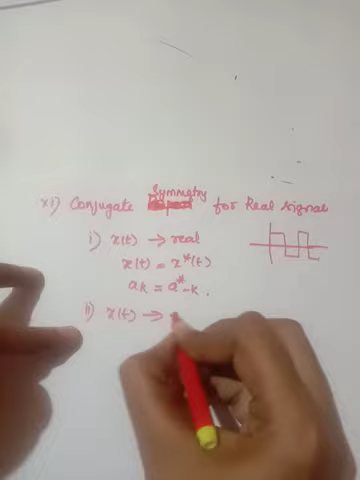 xi) Conjugate Symmetry for Real signal
i) x(t) → real
x(t) = x*(t)
ak = a*-k.
ii) x(t) →